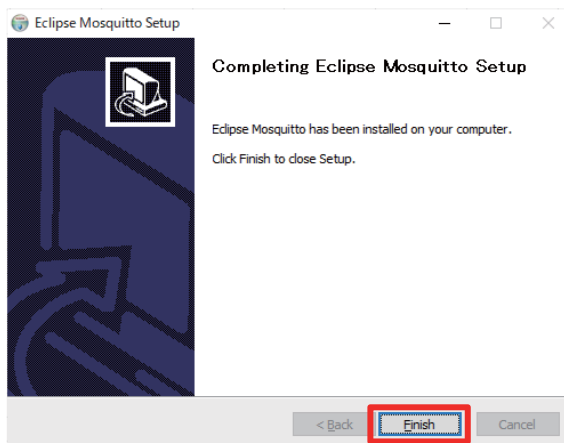 Eclipse Mosquitto Setup
Completing Eclipse Mosquitto Setup
Eclipse Mosquitto has been installed on your computer.
Click Finish to close Setup.
< Back
Finish
Cancel